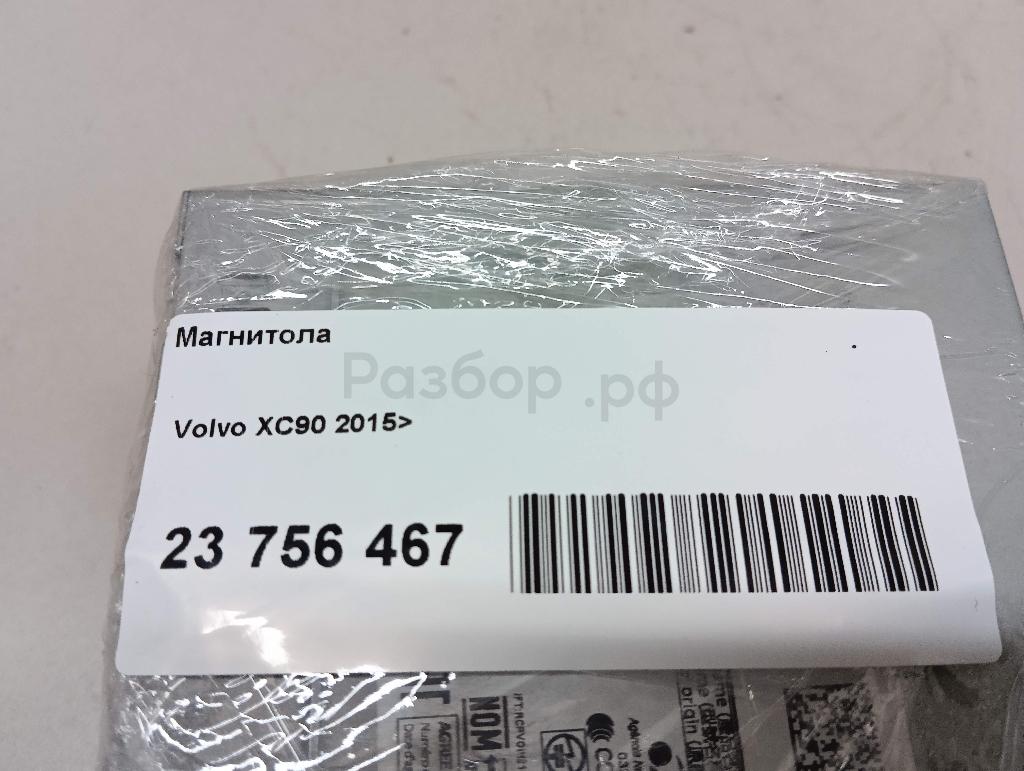 Магнитола
Разбор.рф
Volvo XC90 2015>
23 756 467
NOM